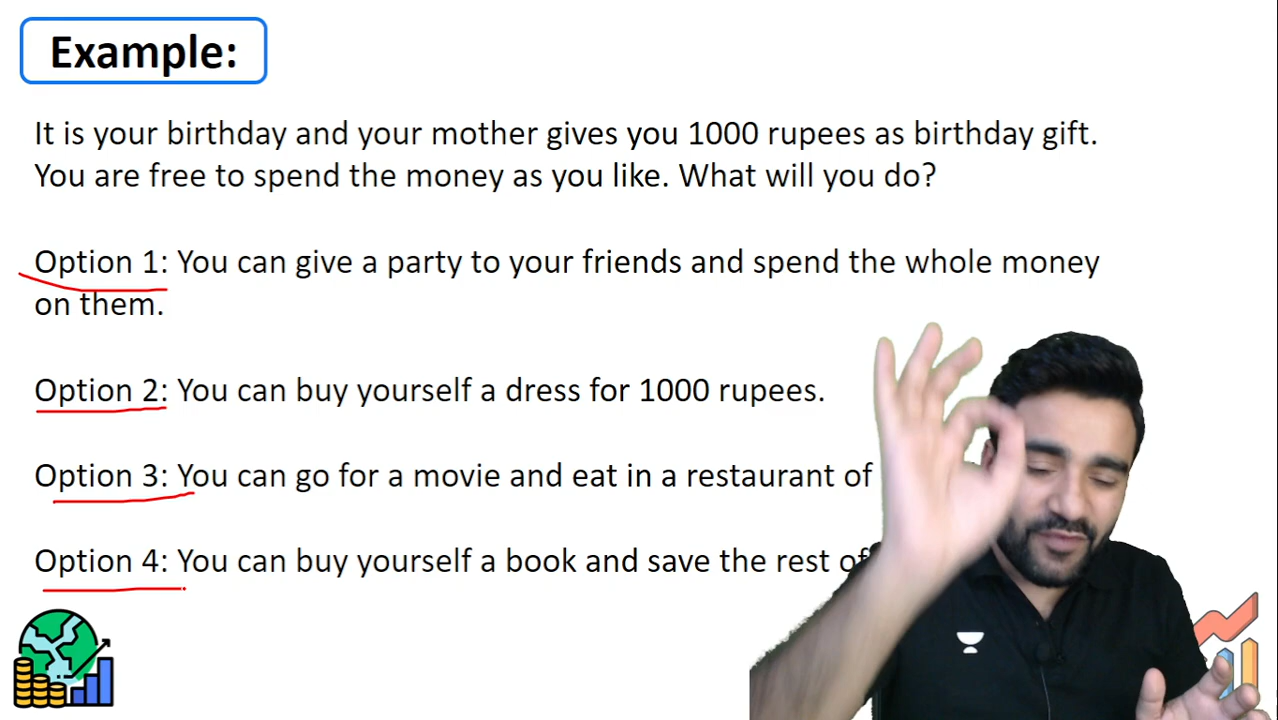 Example:
It is your birthday and your mother gives you 1000 rupees as birthday gift.
You are free to spend the money as you like. What will you do?
Option 1: You can give a party to your friends and spend the whole money
on them.
Option 2: You can buy yourself a dress for 1000 rupees.
Option 3: You can go for a movie and eat in a restaurant of
Option 4: You can buy yourself a book and save the rest of